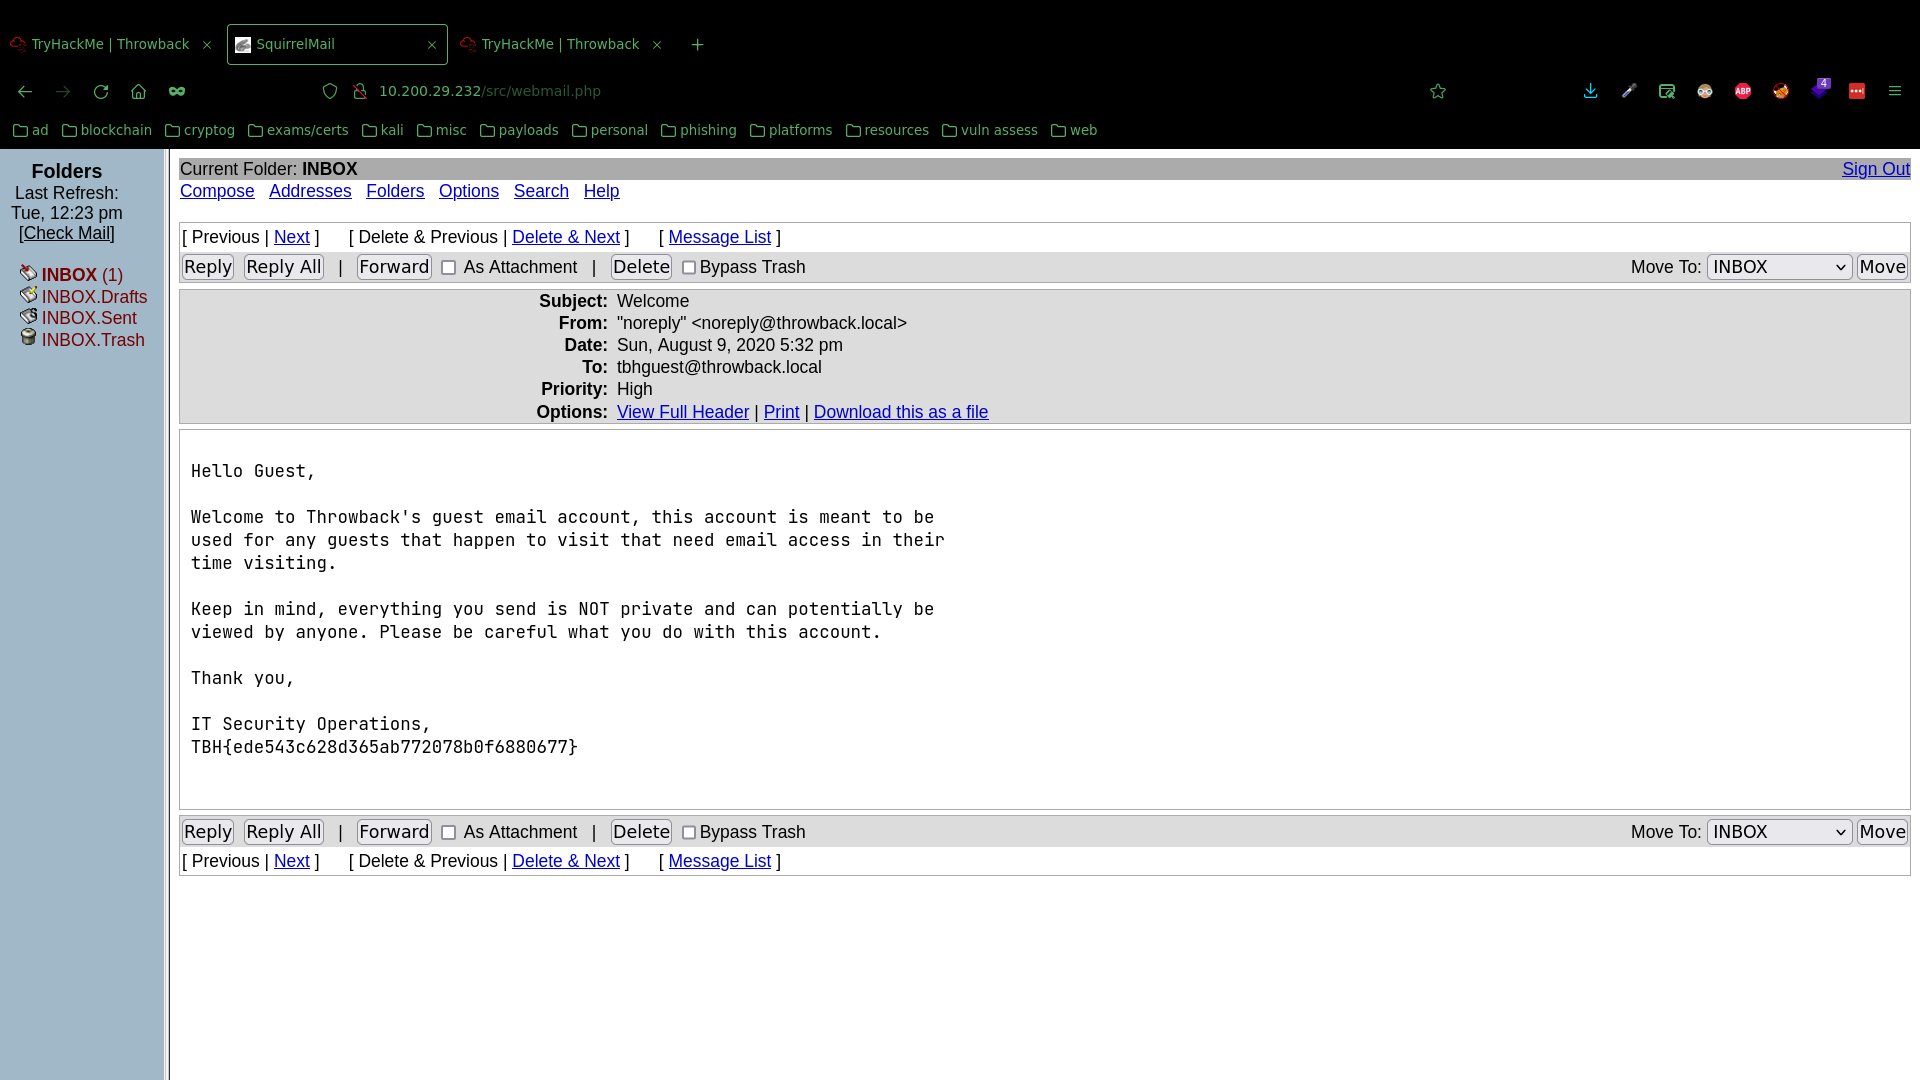 TryHackMe | Throwback
SquirrelMail
TryHackMe | Throwback
10.200.29.232/src/webmail.php
ABP
4
ad blockchain cryptog exams/certs kali misc payloads personal phishing platforms resources vuln assess web
Folders
Last Refresh:
Tue, 12:23 pm
[Check Mail]
INBOX (1)
INBOX.Drafts
INBOX.Sent
INBOX.Trash
Current Folder: INBOX Sign Out
Compose Addresses Folders Options Search Help
[ Previous | Next ] [ Delete & Previous | Delete & Next ] [ Message List ]
Reply Reply All | Forward As Attachment | Delete Bypass Trash Move To: INBOX Move
Subject: Welcome
From: "noreply" <noreply@throwback.local>
Date: Sun, August 9, 2020 5:32 pm
To: tbhguest@throwback.local
Priority: High
Options: View Full Header | Print | Download this as a file
Hello Guest,
Welcome to Throwback's guest email account, this account is meant to be
used for any guests that happen to visit that need email access in their
time visiting.
Keep in mind, everything you send is NOT private and can potentially be
viewed by anyone. Please be careful what you do with this account.
Thank you,
IT Security Operations,
TBH{ede543c628d365ab772078b0f6880677}
Reply Reply All | Forward As Attachment | Delete Bypass Trash Move To: INBOX Move
[ Previous | Next ] [ Delete & Previous | Delete & Next ] [ Message List ]